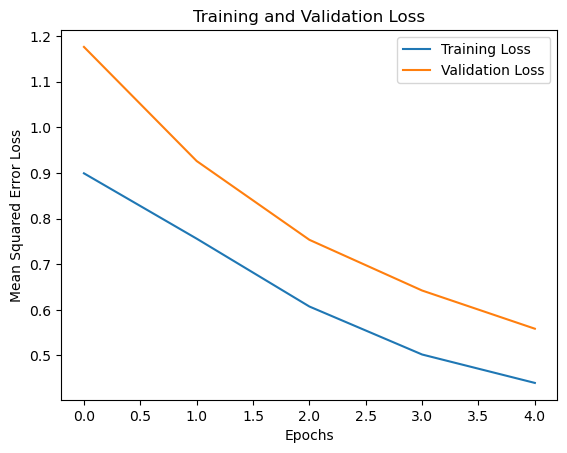 Training and Validation Loss
Training Loss
Validation Loss
Mean Squared Error Loss
1.2
1.1
1.0
0.9
0.8
0.7
0.6
0.5
0.0 0.5 1.0 1.5 2.0 2.5 3.0 3.5 4.0
Epochs